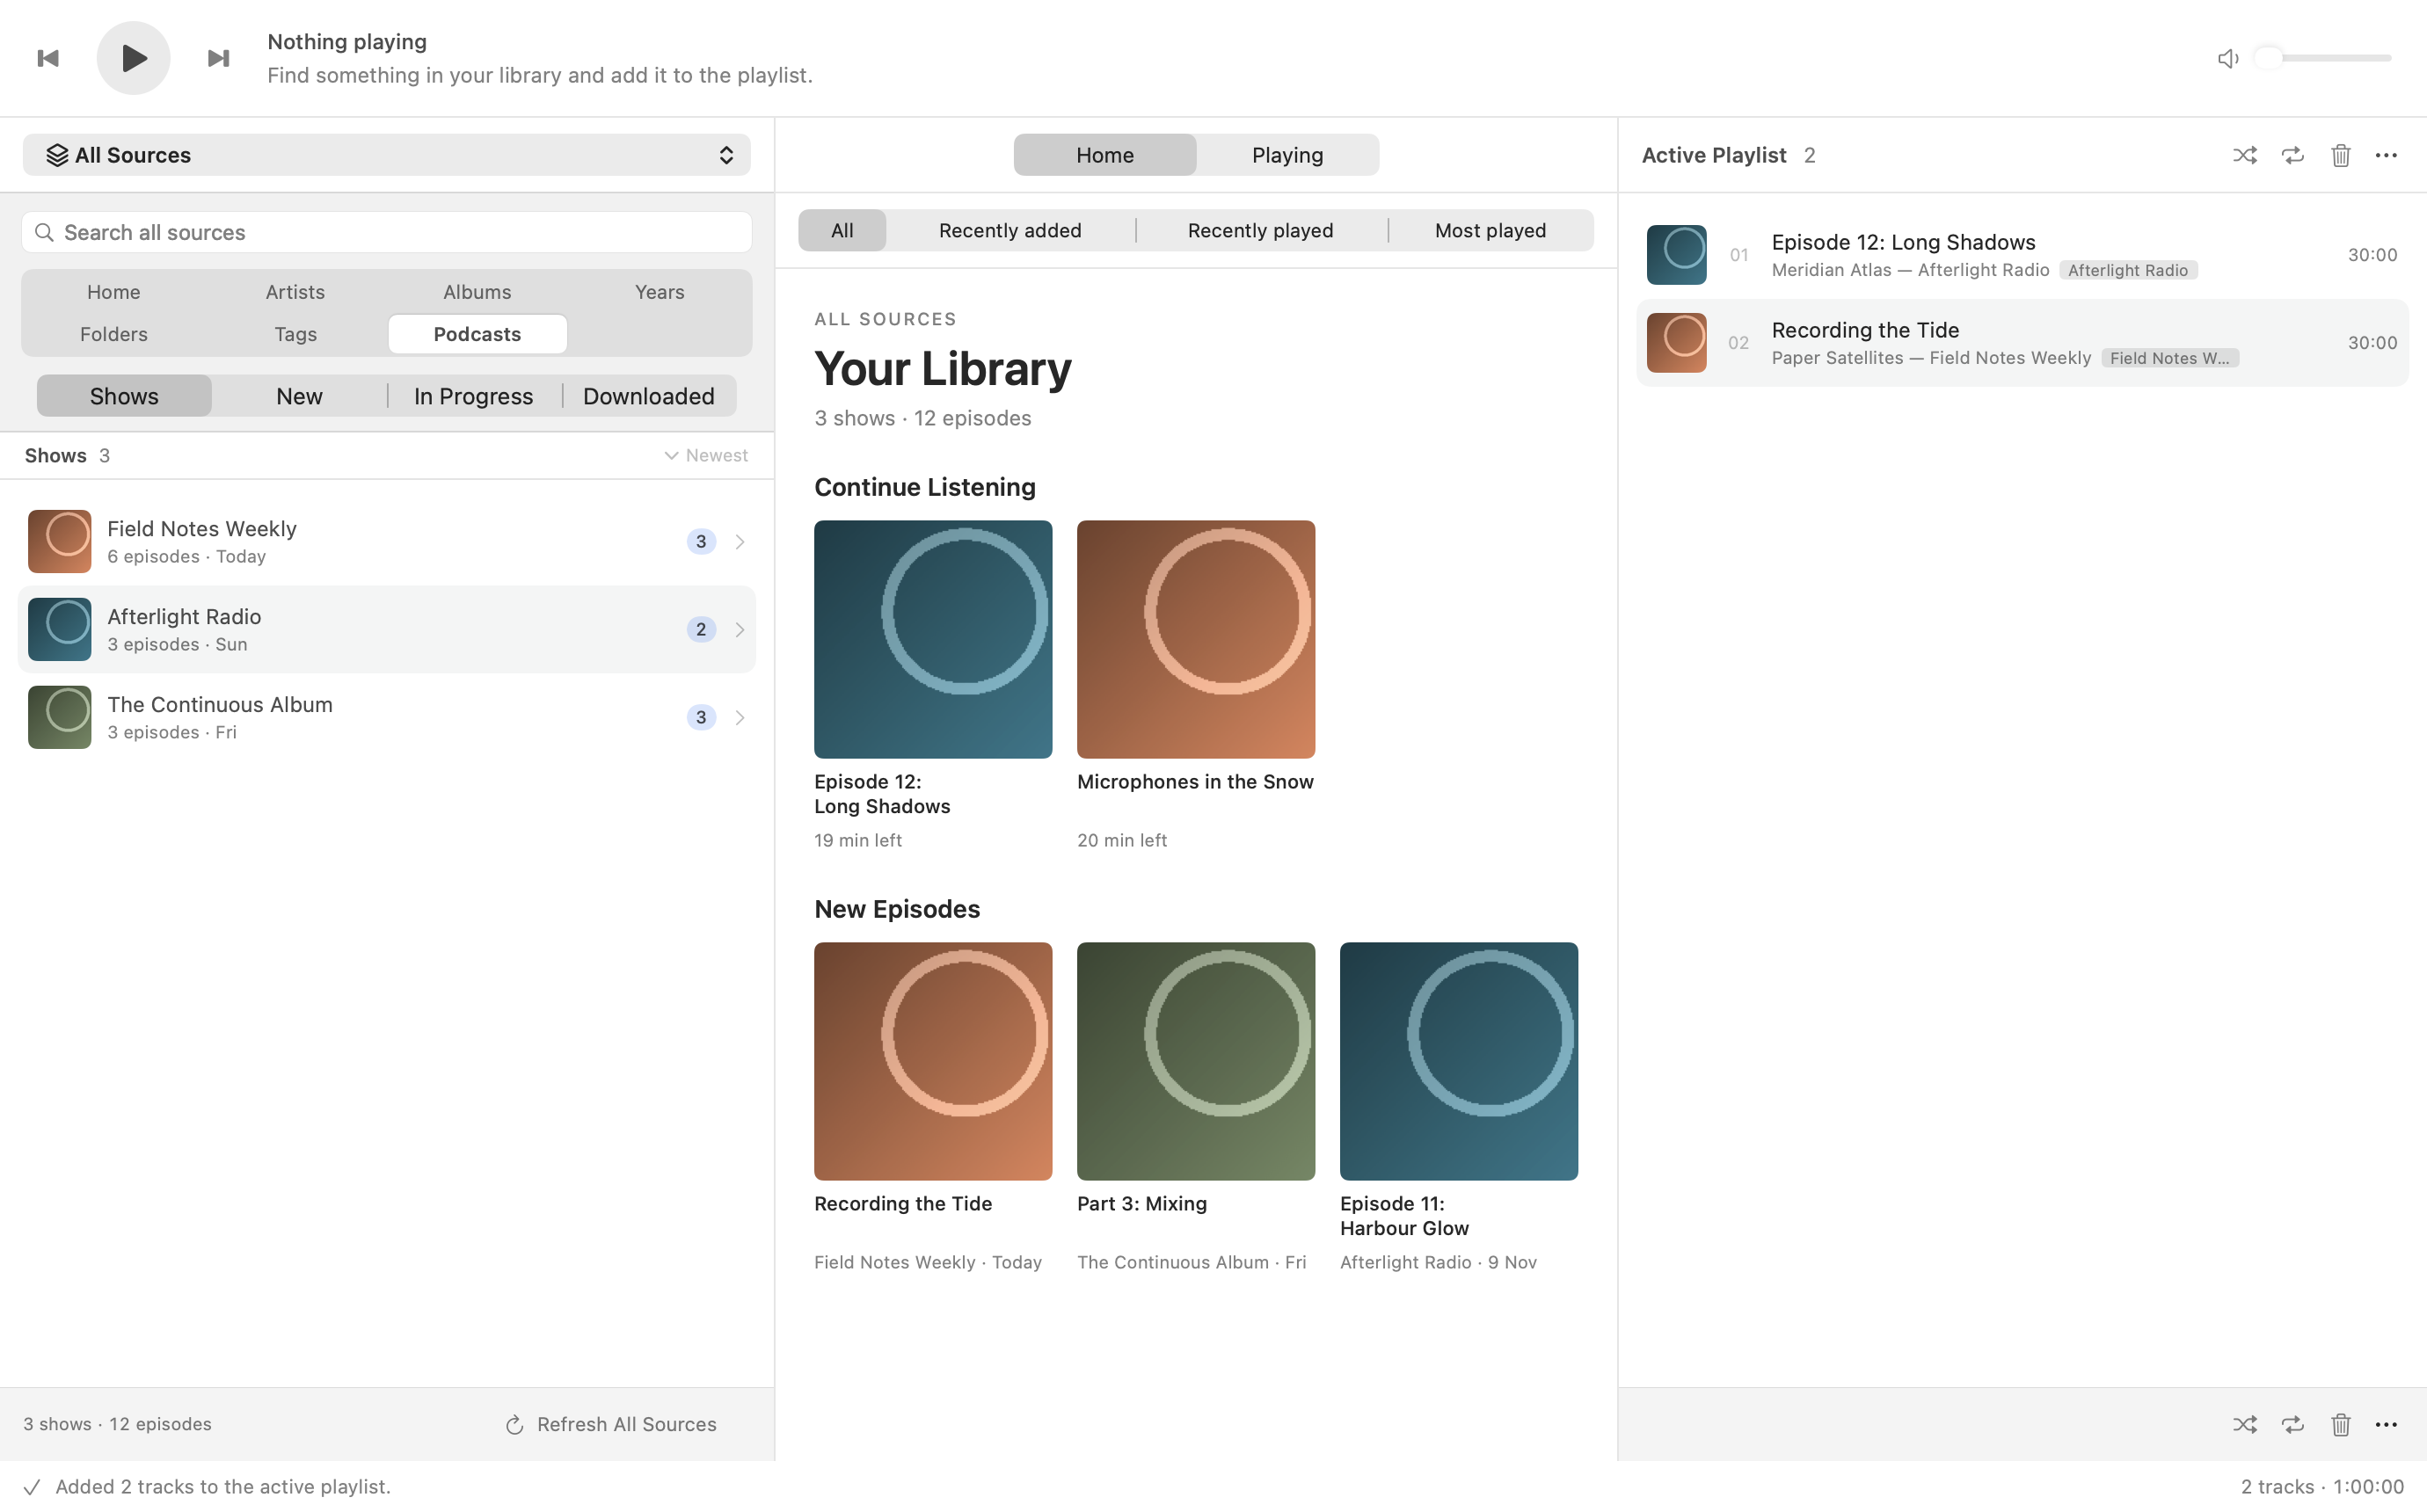 Nothing playing
Find something in your library and add it to the playlist.
All Sources
Search all sources
Home Artists Albums Years
Folders Tags Podcasts
Shows New In Progress Downloaded
Shows 3 Newest
Field Notes Weekly
6 episodes · Today
3
Afterlight Radio
3 episodes · Sun
2
The Continuous Album
3 episodes · Fri
3
3 shows · 12 episodes
Refresh All Sources
Home Playing
All Recently added Recently played Most played
ALL SOURCES
Your Library
3 shows · 12 episodes
Continue Listening
Episode 12:
Long Shadows
19 min left
Microphones in the Snow
20 min left
New Episodes
Recording the Tide
Field Notes Weekly · Today
Part 3: Mixing
The Continuous Album · Fri
Episode 11:
Harbour Glow
Afterlight Radio · 9 Nov
Active Playlist 2
01
Episode 12: Long Shadows
Meridian Atlas — Afterlight Radio Afterlight Radio
30:00
02
Recording the Tide
Paper Satellites — Field Notes Weekly Field Notes W...
30:00
Added 2 tracks to the active playlist.
2 tracks · 1:00:00